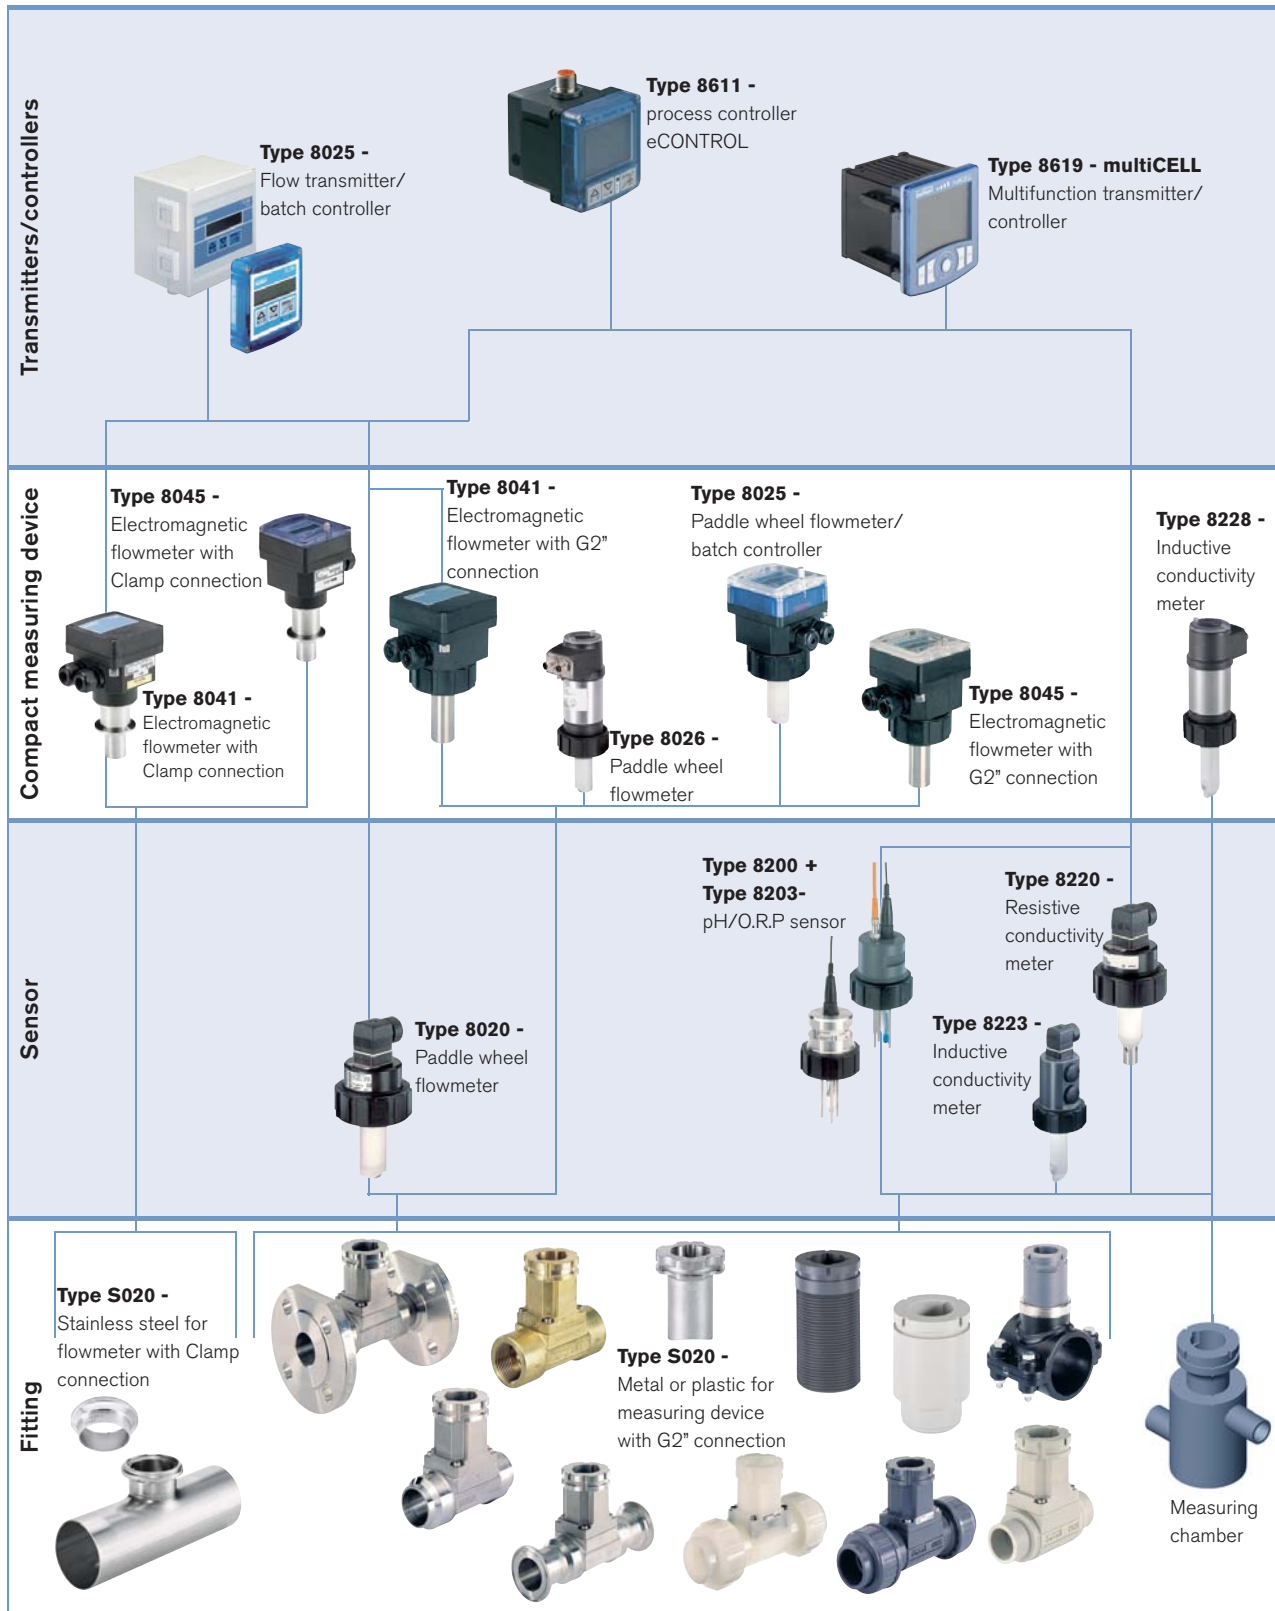 Transmitters/controllers
Type 8025 -
Flow transmitter/
batch controller
Type 8611 -
process controller
eCONTROL
Type 8619 - multiCELL
Multifunction transmitter/
controller
Compact measuring device
Type 8045 -
Electromagnetic
flowmeter with
Clamp connection
Type 8041 -
Electromagnetic
flowmeter with
Clamp connection
Type 8041 -
Electromagnetic
flowmeter with G2”
connection
Type 8026 -
Paddle wheel
flowmeter
Type 8025 -
Paddle wheel flowmeter/
batch controller
Type 8045 -
Electromagnetic
flowmeter with
G2” connection
Type 8228 -
Inductive
conductivity
meter
Sensor
Type 8020 -
Paddle wheel
flowmeter
Type 8200 +
Type 8203-
pH/O.R.P sensor
Type 8220 -
Resistive
conductivity
meter
Type 8223 -
Inductive
conductivity
meter
Fitting
Type S020 -
Stainless steel for
flowmeter with Clamp
connection
Type S020 -
Metal or plastic for
measuring device
with G2” connection
Measuring
chamber